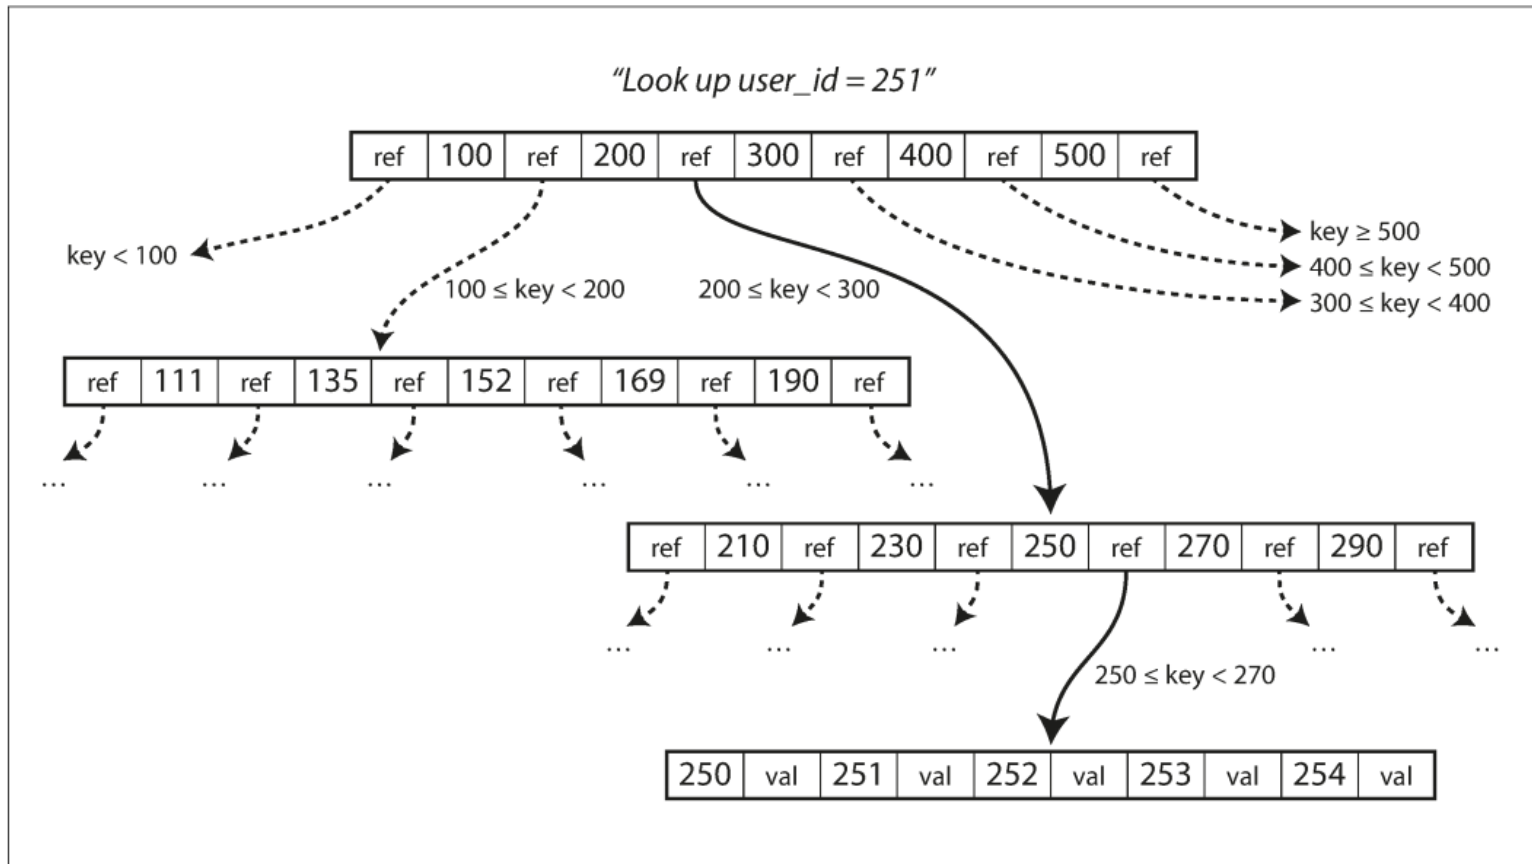 “Look up user_id = 251”
ref 100 ref 200 ref 300 ref 400 ref 500 ref
key < 100
key ≥ 500
400 ≤ key < 500
300 ≤ key < 400
100 ≤ key < 200
200 ≤ key < 300
ref 111 ref 135 ref 152 ref 169 ref 190 ref
... ... ... ... ... ...
ref 210 ref 230 ref 250 ref 270 ref 290 ref
... ... ... ... ...
250 ≤ key < 270
250 val 251 val 252 val 253 val 254 val